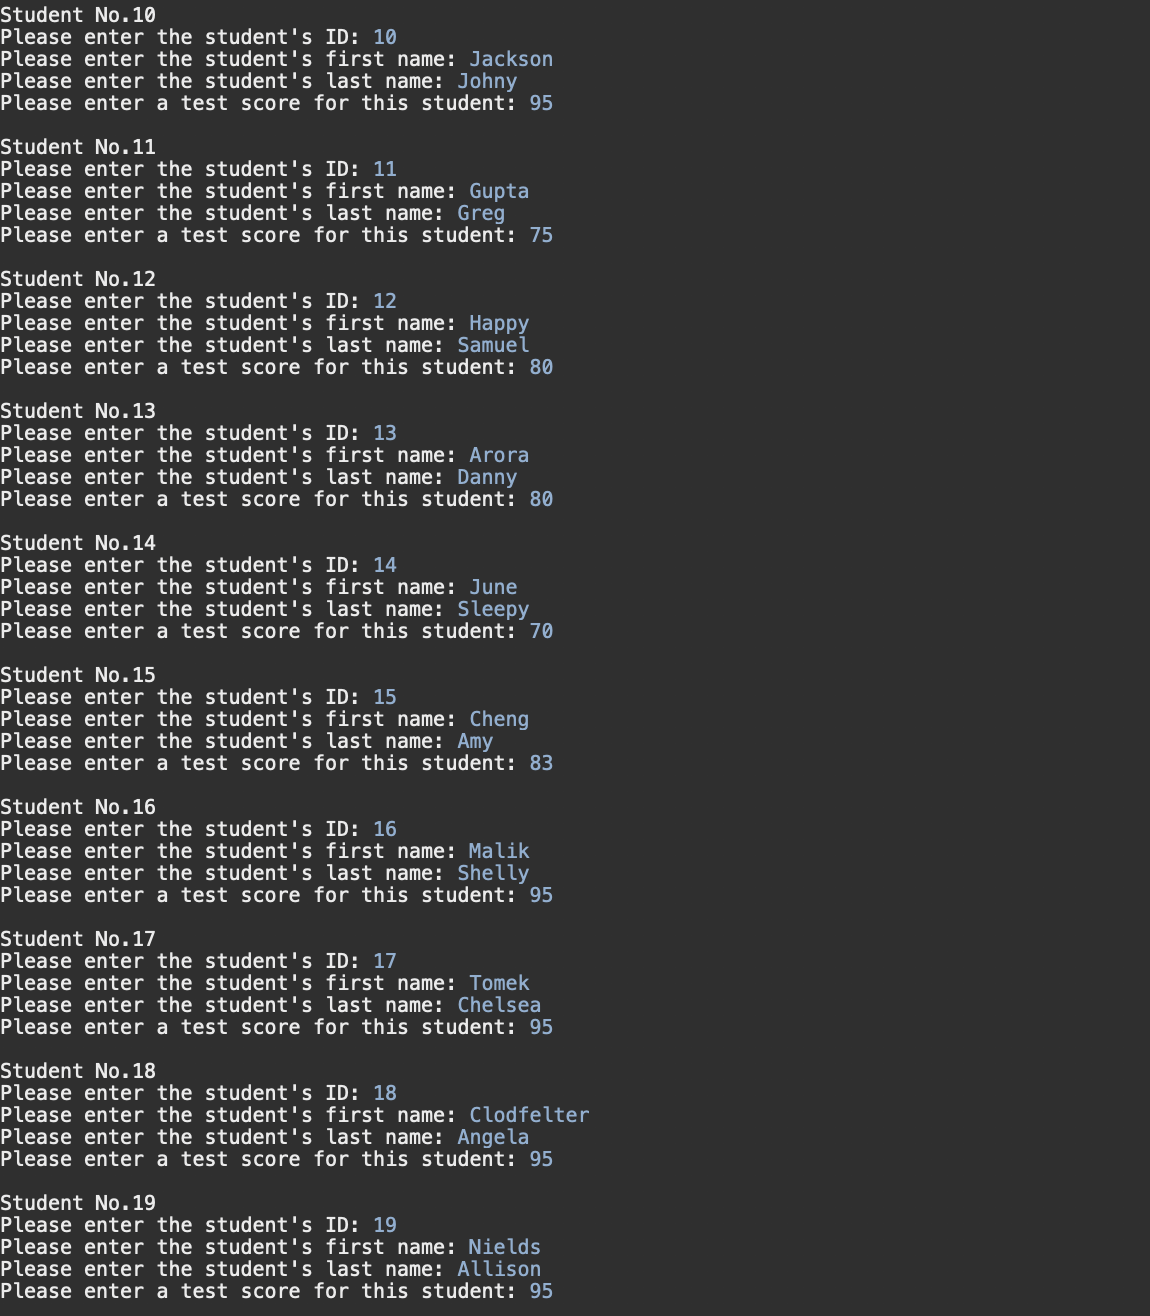 Student No.10
Please enter the student's ID: 10
Please enter the student's first name: Jackson
Please enter the student's last name: Johny
Please enter a test score for this student: 95
Student No.11
Please enter the student's ID: 11
Please enter the student's first name: Gupta
Please enter the student's last name: Greg
Please enter a test score for this student: 75
Student No.12
Please enter the student's ID: 12
Please enter the student's first name: Happy
Please enter the student's last name: Samuel
Please enter a test score for this student: 80
Student No.13
Please enter the student's ID: 13
Please enter the student's first name: Arora
Please enter the student's last name: Danny
Please enter a test score for this student: 80
Student No.14
Please enter the student's ID: 14
Please enter the student's first name: June
Please enter the student's last name: Sleepy
Please enter a test score for this student: 70
Student No.15
Please enter the student's ID: 15
Please enter the student's first name: Cheng
Please enter the student's last name: Amy
Please enter a test score for this student: 83
Student No.16
Please enter the student's ID: 16
Please enter the student's first name: Malik
Please enter the student's last name: Shelly
Please enter a test score for this student: 95
Student No.17
Please enter the student's ID: 17
Please enter the student's first name: Tomek
Please enter the student's last name: Chelsea
Please enter a test score for this student: 95
Student No.18
Please enter the student's ID: 18
Please enter the student's first name: Clodfelter
Please enter the student's last name: Angela
Please enter a test score for this student: 95
Student No.19
Please enter the student's ID: 19
Please enter the student's first name: Nields
Please enter the student's last name: Allison
Please enter a test score for this student: 95